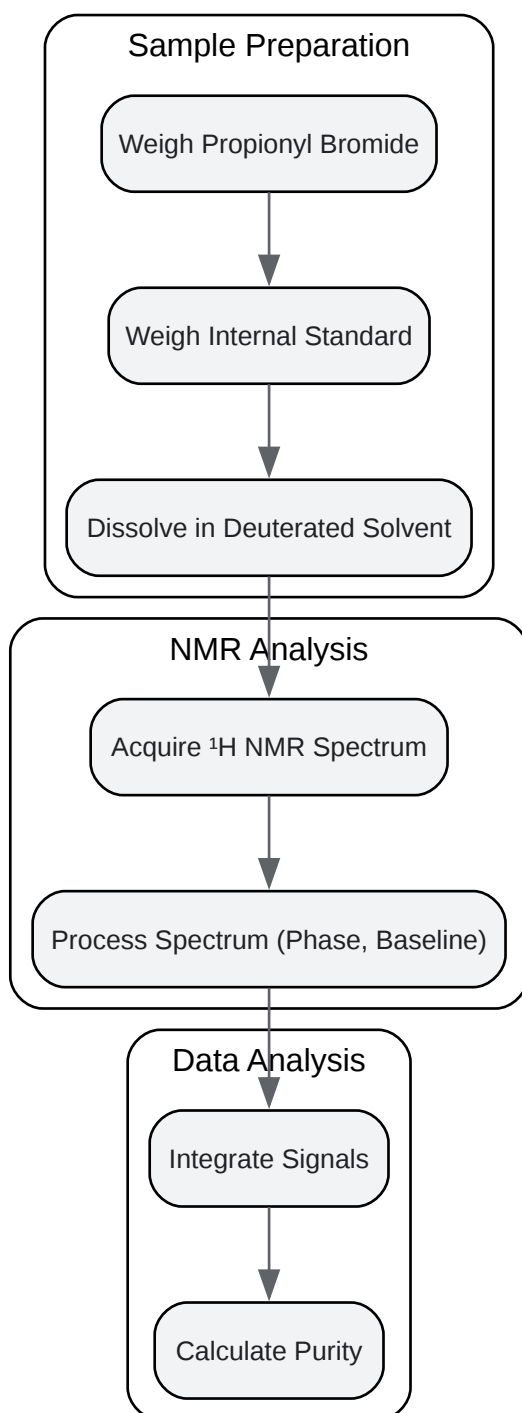 Sample Preparation
Weigh Propionyl Bromide
Weigh Internal Standard
Dissolve in Deuterated Solvent
NMR Analysis
Acquire ¹H NMR Spectrum
Process Spectrum (Phase, Baseline)
Data Analysis
Integrate Signals
Calculate Purity